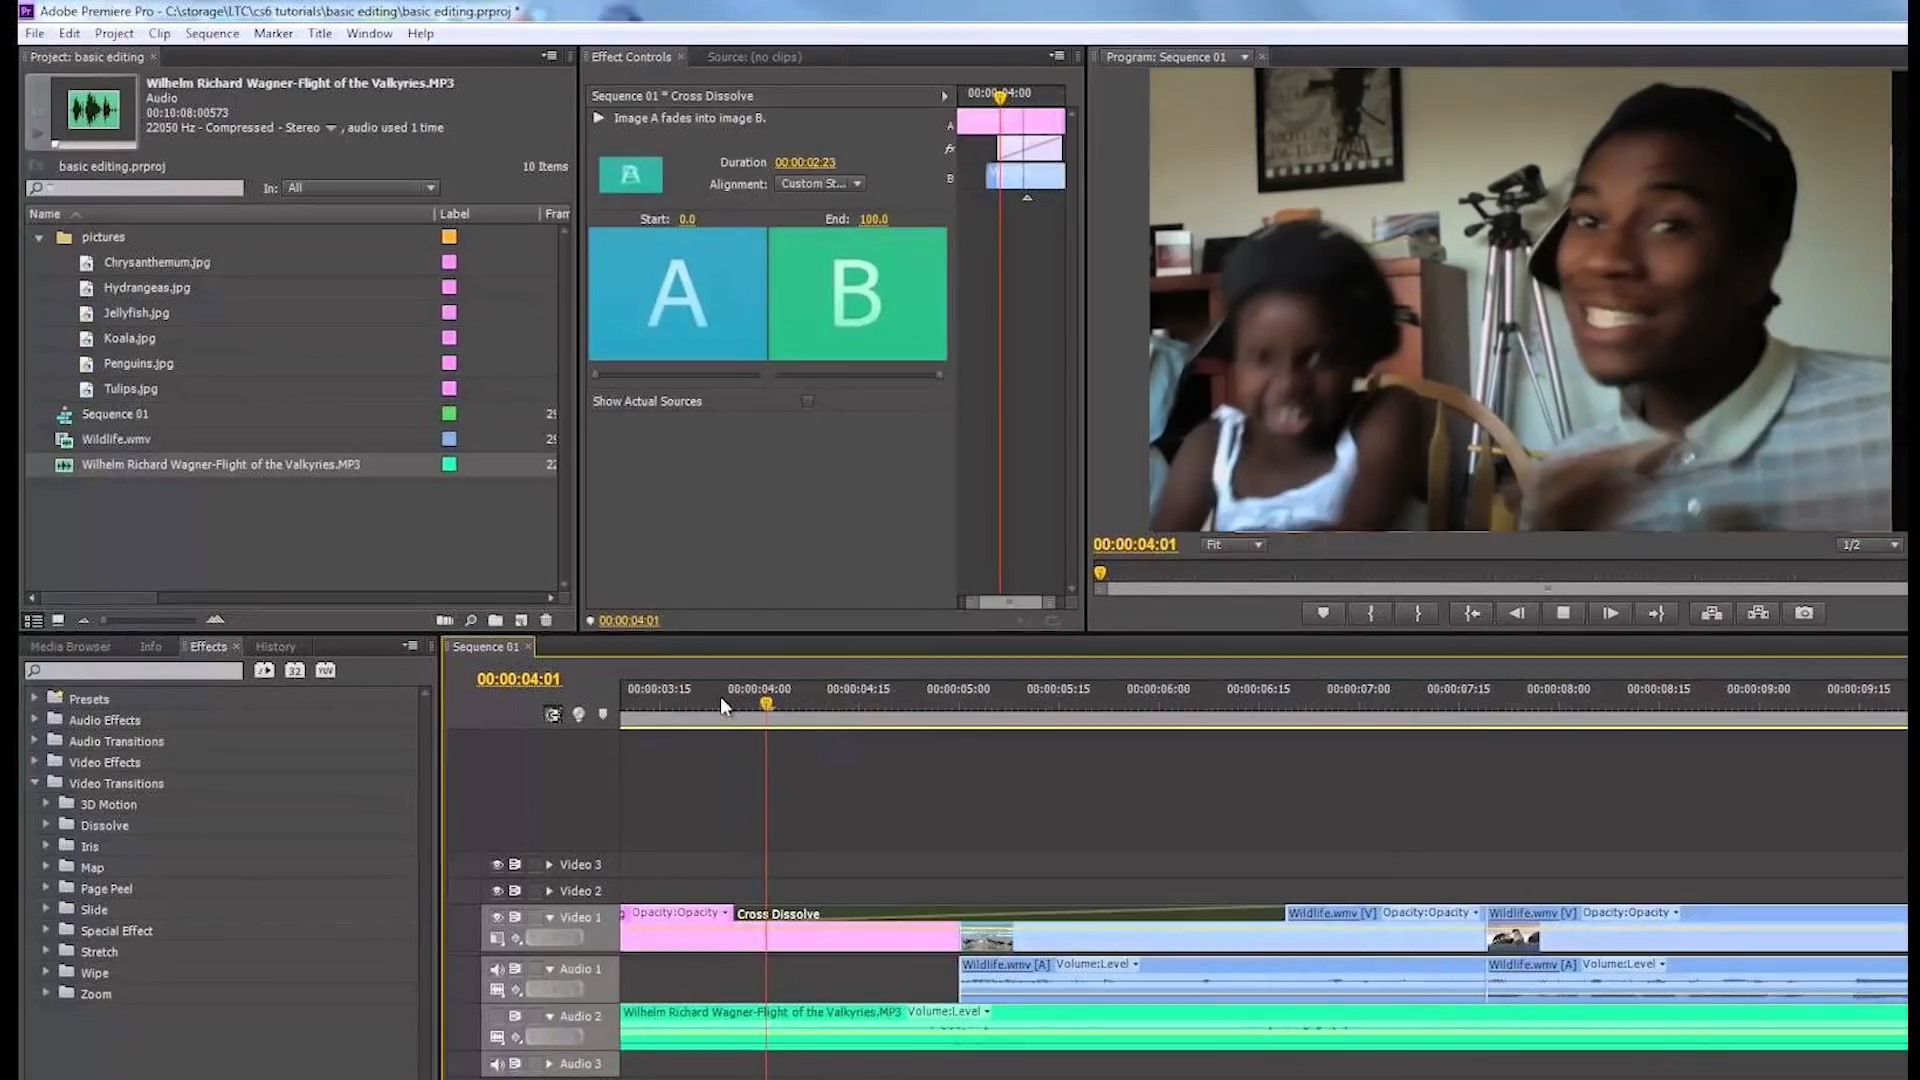 Adobe Premiere Pro - C:\storage\LTC\cs6 tutorials\basic editing\basic editing.prproj *
File Edit Project Clip Sequence Marker Title Window Help
Project: basic editing
Wilhelm Richard Wagner-Flight of the Valkyries.MP3
Audio
00:10:08:00573
22050 Hz - Compressed - Stereo , audio used 1 time
basic editing.prproj 10 Items
In: All
Name Label Fram
pictures
Chrysanthemum.jpg
Hydrangeas.jpg
Jellyfish.jpg
Koala.jpg
Penguins.jpg
Tulips.jpg
Sequence 01 29
Wildlife.wmv 29
Wilhelm Richard Wagner-Flight of the Valkyries.MP3 22
Effect Controls Source: (no clips)
Sequence 01 * Cross Dissolve 00:00:04:00
Image A fades into image B. A
fx
Duration 00:00:02:23
Alignment: Custom St... B
Start: 0.0 End: 100.0
A B
Show Actual Sources
00:00:04:01
Program: Sequence 01
00:00:04:01 Fit 1/2
Media Browser Info Effects History
32 YUV
Presets
Audio Effects
Audio Transitions
Video Effects
Video Transitions
3D Motion
Dissolve
Iris
Map
Page Peel
Slide
Special Effect
Stretch
Wipe
Zoom
Sequence 01
00:00:04:01
00:00:03:15 00:00:04:00 00:00:04:15 00:00:05:00 00:00:05:15 00:00:06:00 00:00:06:15 00:00:07:00 00:00:07:15 00:00:08:00 00:00:08:15 00:00:09:00 00:00:09:15
Video 3
Video 2
Video 1 Opacity:Opacity Cross Dissolve Wildlife.wmv [V] Opacity:Opacity Wildlife.wmv [V] Opacity:Opacity
Audio 1 Wildlife.wmv [A] Volume:Level Wildlife.wmv [A] Volume:Level
Audio 2 Wilhelm Richard Wagner-Flight of the Valkyries.MP3 Volume:Level
Audio 3